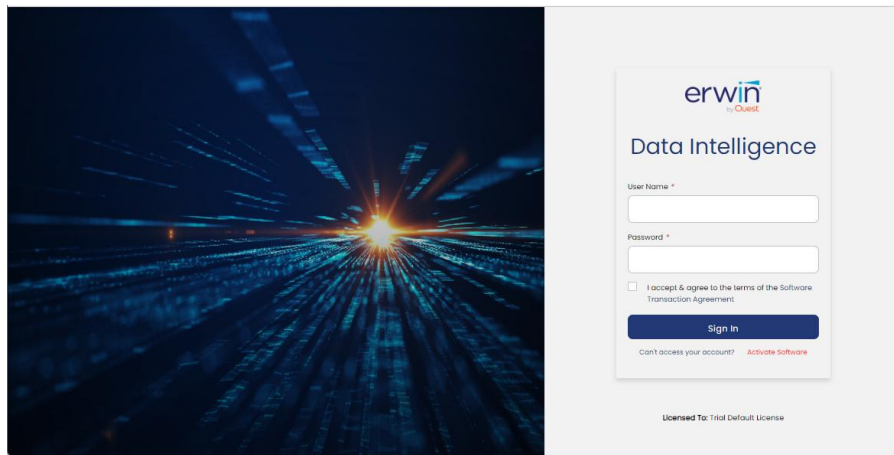 erwin
by Quest
Data Intelligence
User Name *
Password *
I accept & agree to the terms of the Software
Transaction Agreement
Sign In
Can't access your account? Activate Software
Licensed To: Trial Default License